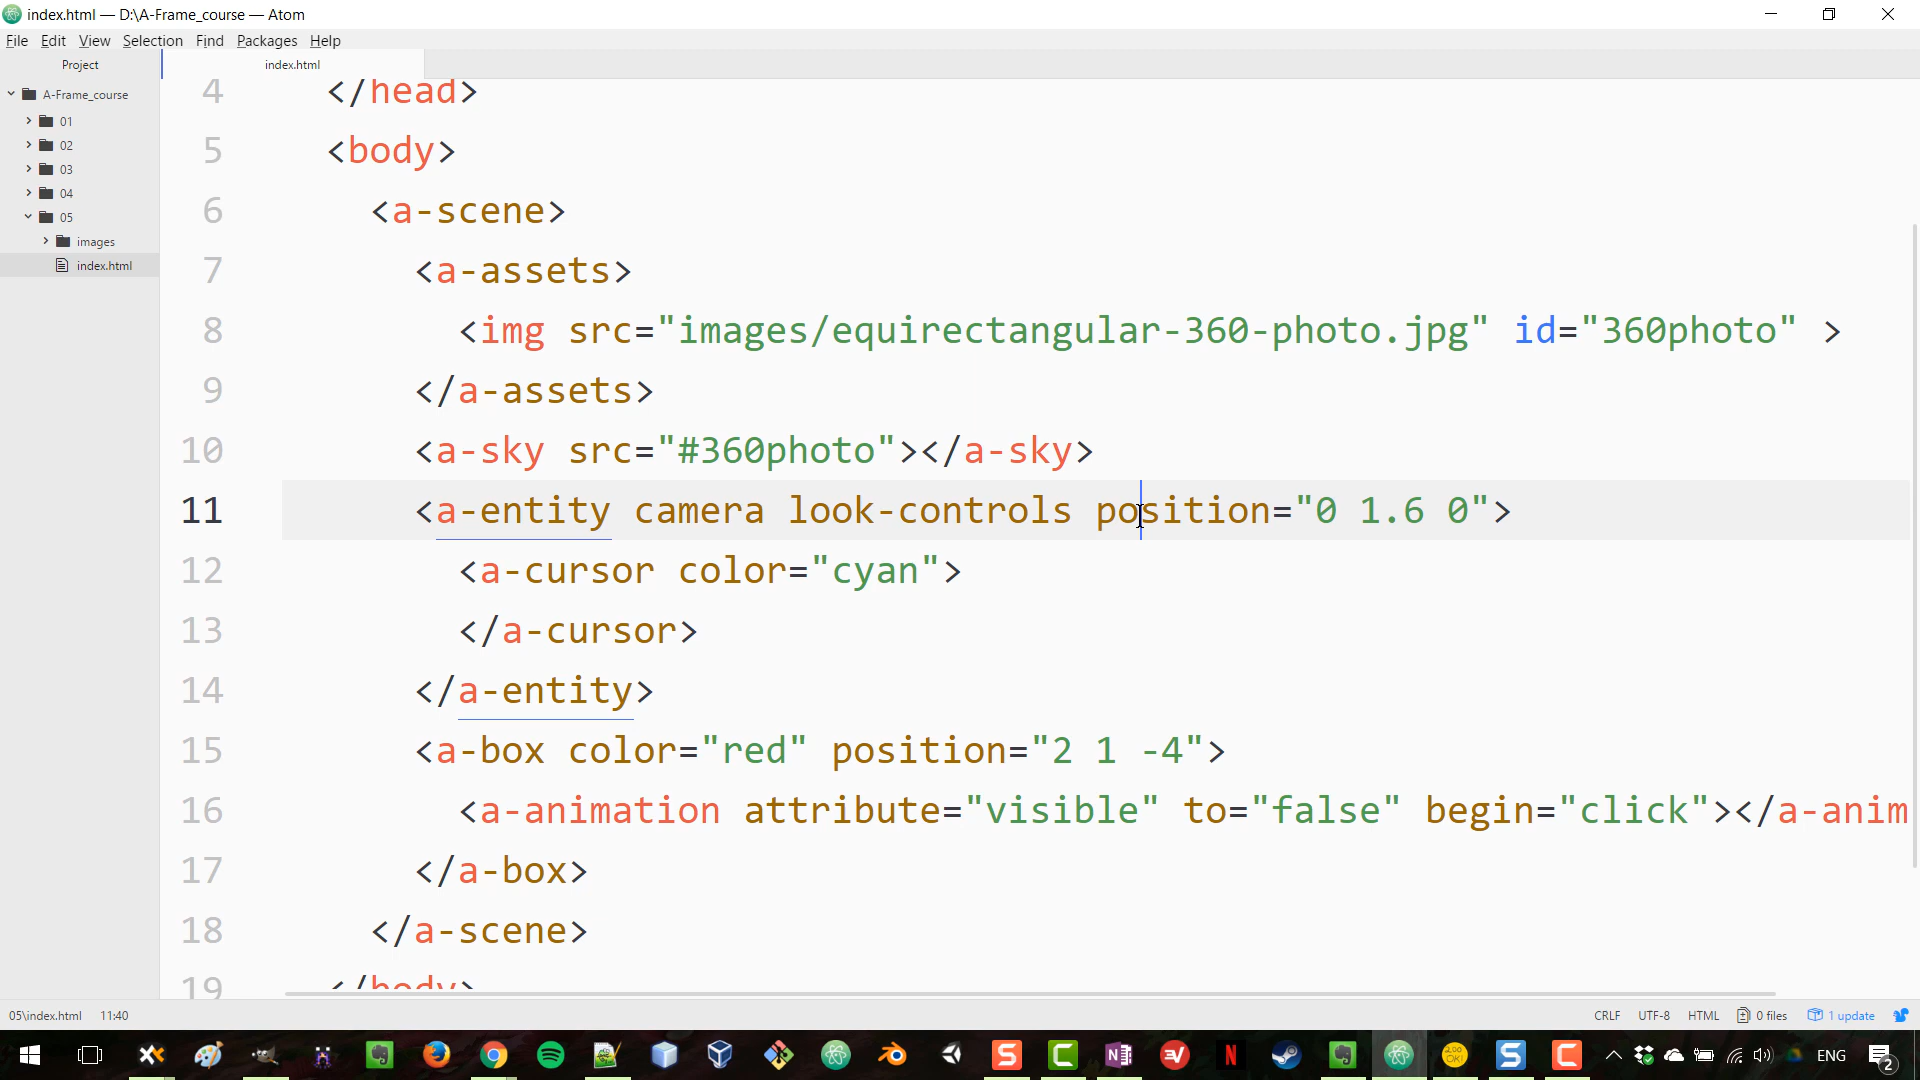 index.html — D:\A-Frame_course — Atom
File Edit View Selection Find Packages Help
Project
index.html
A-Frame_course
01
02
03
04
05
images
index.html
4 </head>
5 <body>
6 <a-scene>
7 <a-assets>
8 <img src="images/equirectangular-360-photo.jpg" id="360photo" >
9 </a-assets>
10 <a-sky src="#360photo"></a-sky>
11 <a-entity camera look-controls position="0 1.6 0">
12 <a-cursor color="cyan">
13 </a-cursor>
14 </a-entity>
15 <a-box color="red" position="2 1 -4">
16 <a-animation attribute="visible" to="false" begin="click"></a-anim
17 </a-box>
18 </a-scene>
19 </body>
05\index.html 11:40
CRLF UTF-8 HTML 0 files 1 update
ENG
2